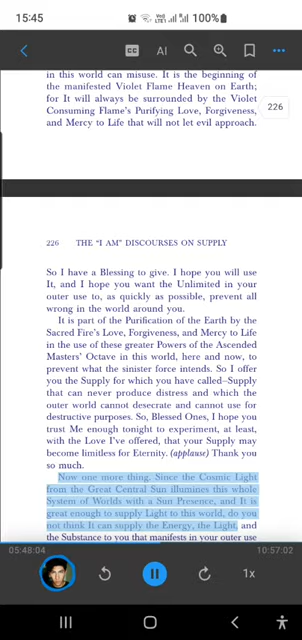 15:45
100%
CC
AI
in this world can misuse. It is the beginning of
the manifested Violet Flame Heaven on Earth;
for It will always be surrounded by the Violet
Consuming Flame's Purifying Love, Forgiveness,
and Mercy to Life that will not let evil approach.
226
226 THE "I AM" DISCOURSES ON SUPPLY
So I have a Blessing to give. I hope you will use
It, and I hope you want the Unlimited in your
outer use to, as quickly as possible, prevent all
wrong in the world around you.
It is part of the Purification of the Earth by the
Sacred Fire's Love, Forgiveness, and Mercy to Life
in the use of these greater Powers of the Ascended
Masters' Octave in this world, here and now, to
prevent what the sinister force intends. So I offer
you the Supply for which you have called—Supply
that can never produce distress and which the
outer world cannot desecrate and cannot use for
destructive purposes. So, Blessed Ones, I hope you
trust Me enough tonight to experiment, at least,
with the Love I've offered, that your Supply may
become limitless for Eternity. (applause) Thank you
so much.
Now one more thing. Since the Cosmic Light
from the Great Central Sun illumines this whole
System of Worlds with a Sun Presence, and It is
great enough to supply Light to this world, do you
not think It can supply the Energy, the Light, and
the Substance to you that manifests in your outer use
05:48:04
10:57:02
1x